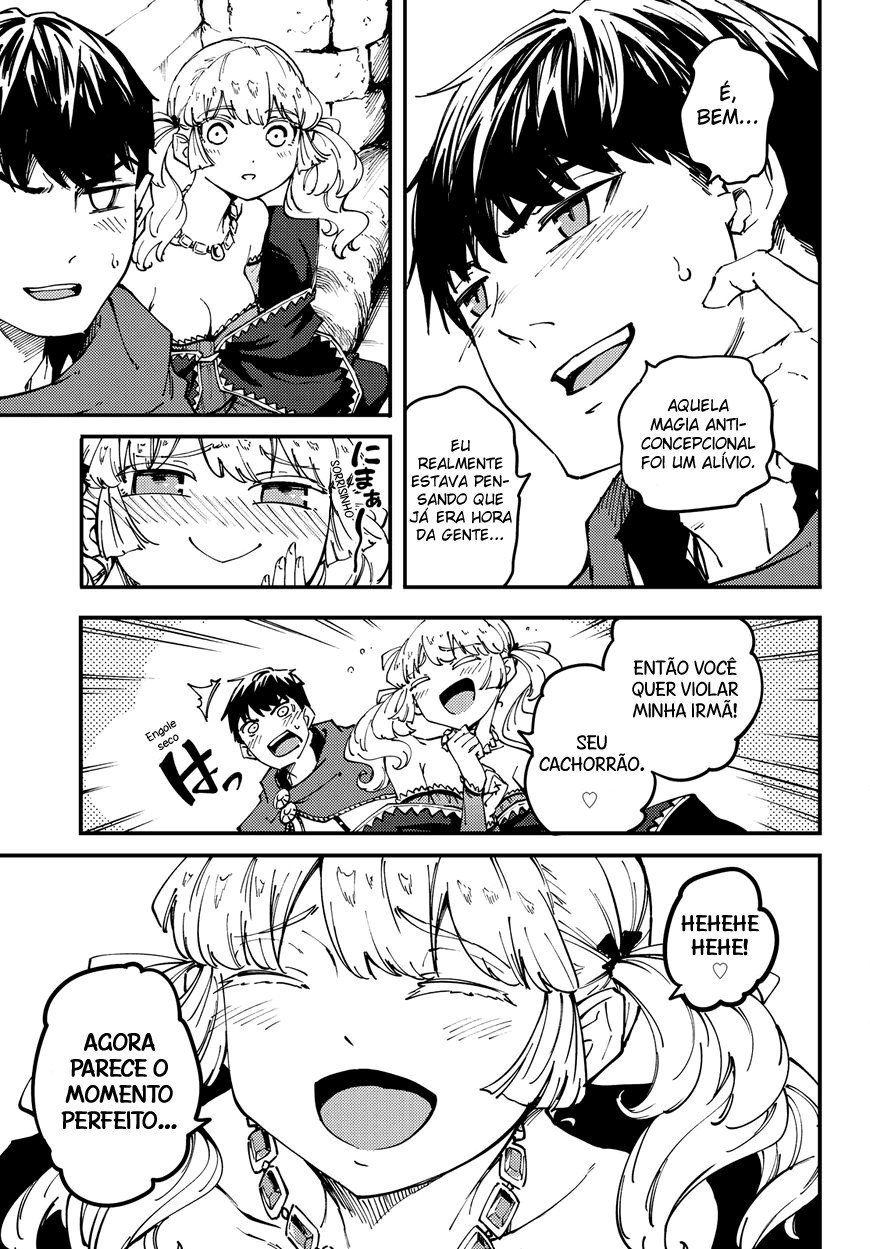 É,
BEM...
AQUELA
MAGIA ANTI-
CONCEPCIONAL
FOI UM ALÍVIO.
EU
REALMENTE
ESTAVA PEN-
SANDO QUE
JÁ ERA HORA
DA GENTE...
にまぁ
SORRISINHO
ENTÃO VOCÊ
QUER VIOLAR
MINHA IRMÃ!
SEU
CACHORRÃO.
♡
Engole
seco
はっ
HEHEHE
HEHE!
♡
AGORA
PARECE O
MOMENTO
PERFEITO...